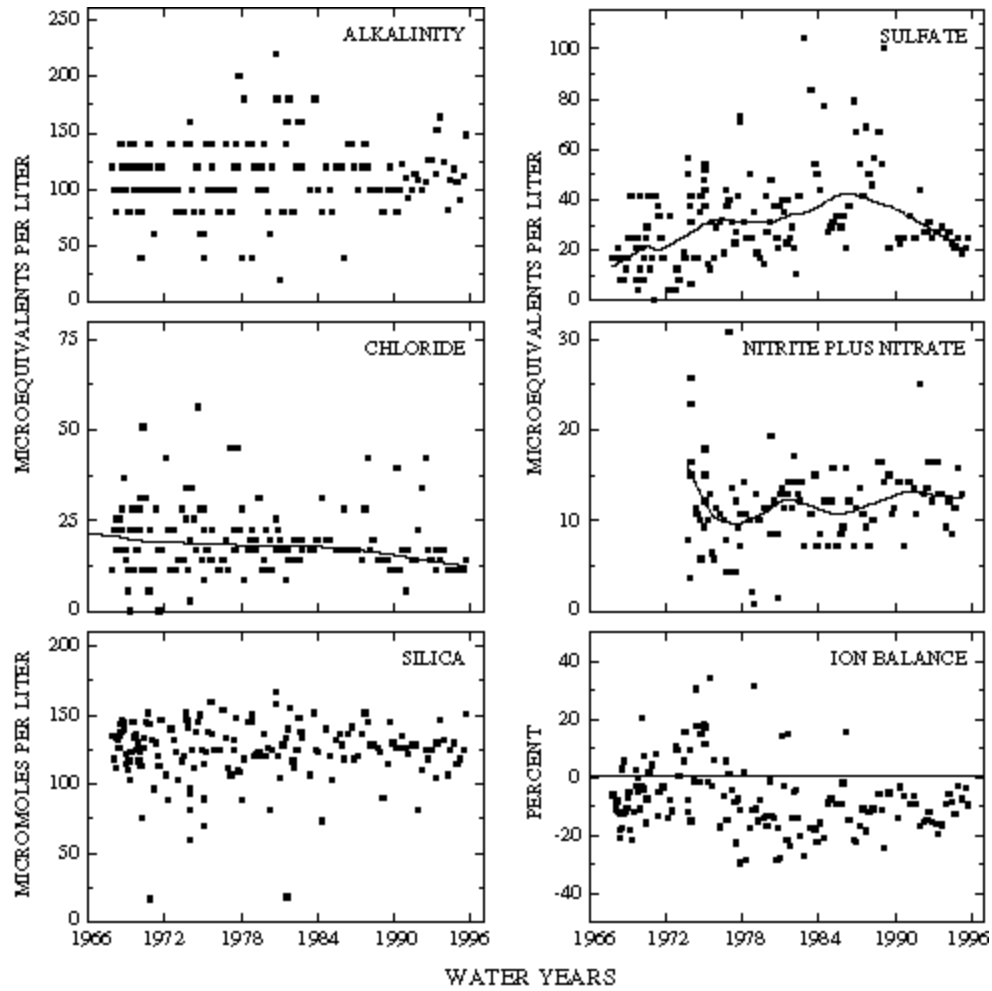 ALKALINITY
250
200
150
100
50
0
SULFATE
100
80
60
40
20
0
MICROEQUIVALENTS PER LITER
MICROEQUIVALENTS PER LITER
CHLORIDE
75
50
25
0
NITRITE PLUS NITRATE
30
20
10
0
SILICA
200
150
100
50
0
MICROMOLES PER LITER
ION BALANCE
40
20
0
-20
-40
PERCENT
1966 1972 1978 1984 1990 1996
1966 1972 1978 1984 1990 1996
WATER YEARS